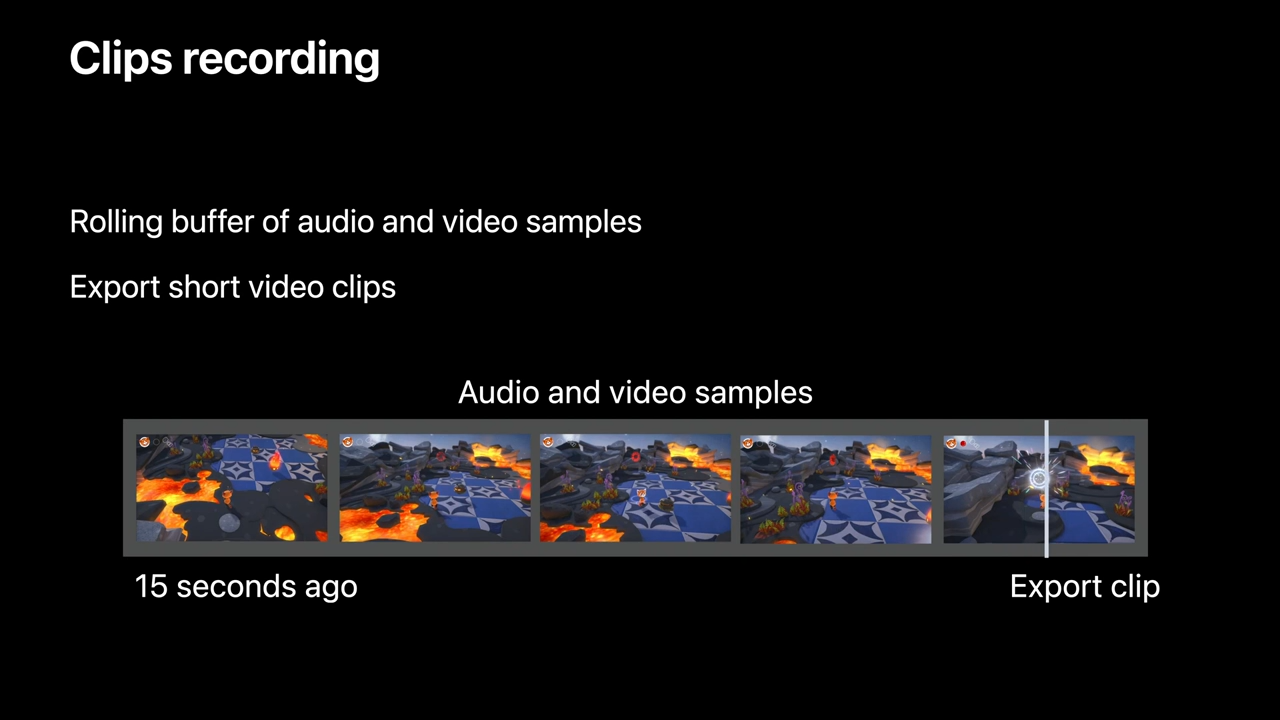 Clips recording
Rolling buffer of audio and video samples
Export short video clips
Audio and video samples
15 seconds ago
Export clip